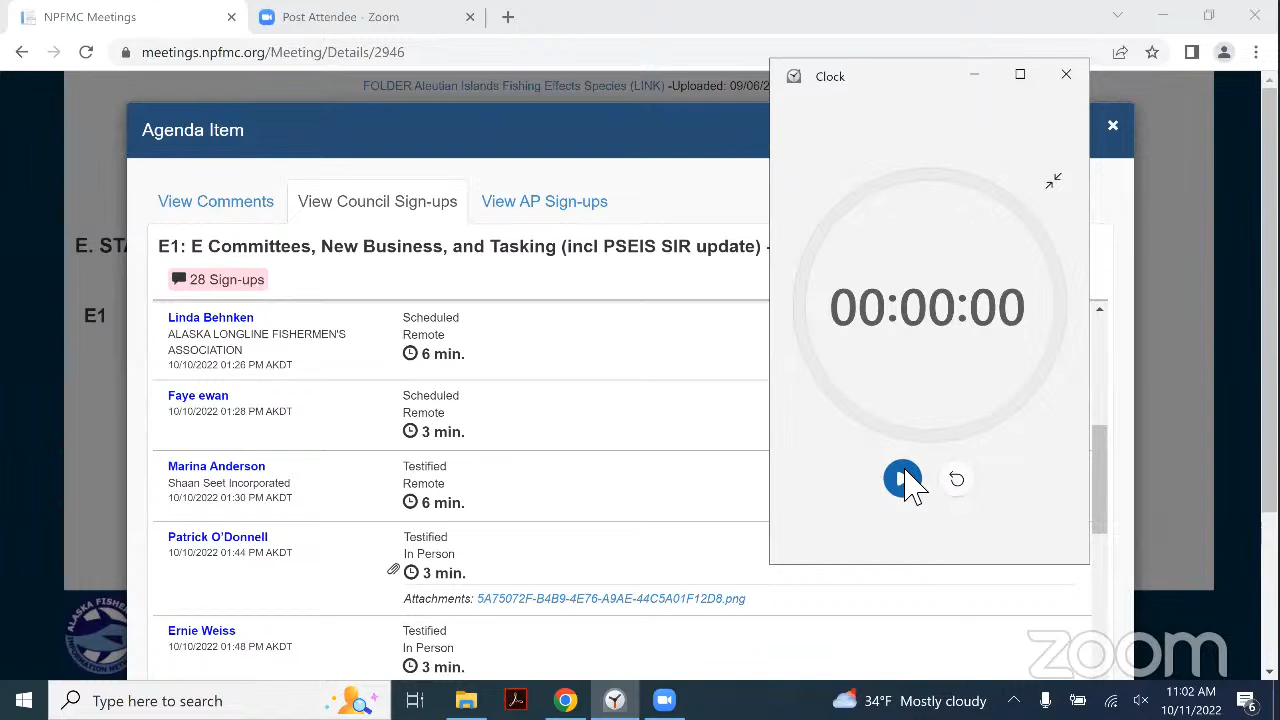 NPFMC Meetings
Post Attendee - Zoom
meetings.npfmc.org/Meeting/Details/2946
FOLDER Aleutian Islands Fishing Effects Species (LINK) -Uploaded: 09/06/2
Clock
Agenda Item
View Comments
View Council Sign-ups
View AP Sign-ups
E. STA
E1: E Committees, New Business, and Tasking (incl PSEIS SIR update) -
28 Sign-ups
E1
00:00:00
Linda Behnken
Scheduled
ALASKA LONGLINE FISHERMEN'S
Remote
ASSOCIATION
6 min.
10/10/2022 01:26 PM AKDT
Faye ewan
Scheduled
10/10/2022 01:28 PM AKDT
Remote
3 min.
Marina Anderson
Testified
Shaan Seet Incorporated
Remote
10/10/2022 01:30 PM AKDT
6 min.
Patrick O'Donnell
Testified
10/10/2022 01:44 PM AKDT
In Person
3 min.
Attachments: 5A75072F-B4B9-4E76-A9AE-44C5A01F12D8.png
Ernie Weiss
Testified
10/10/2022 01:48 PM AKDT
In Person
3 min.
ALASKA FISHER
INFORMATION NETW
zoom
Type here to search
34°F Mostly cloudy
11:02 AM
10/11/2022
6